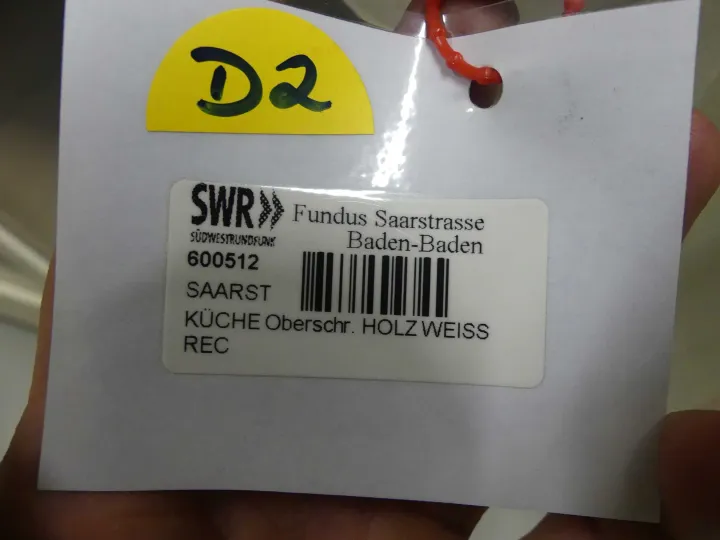 D2
SWR
SÜDWESTRUNDFUNK
Fundus Saarstrasse
Baden-Baden
600512
SAARST
KÜCHE Oberschr. HOLZ WEISS
REC